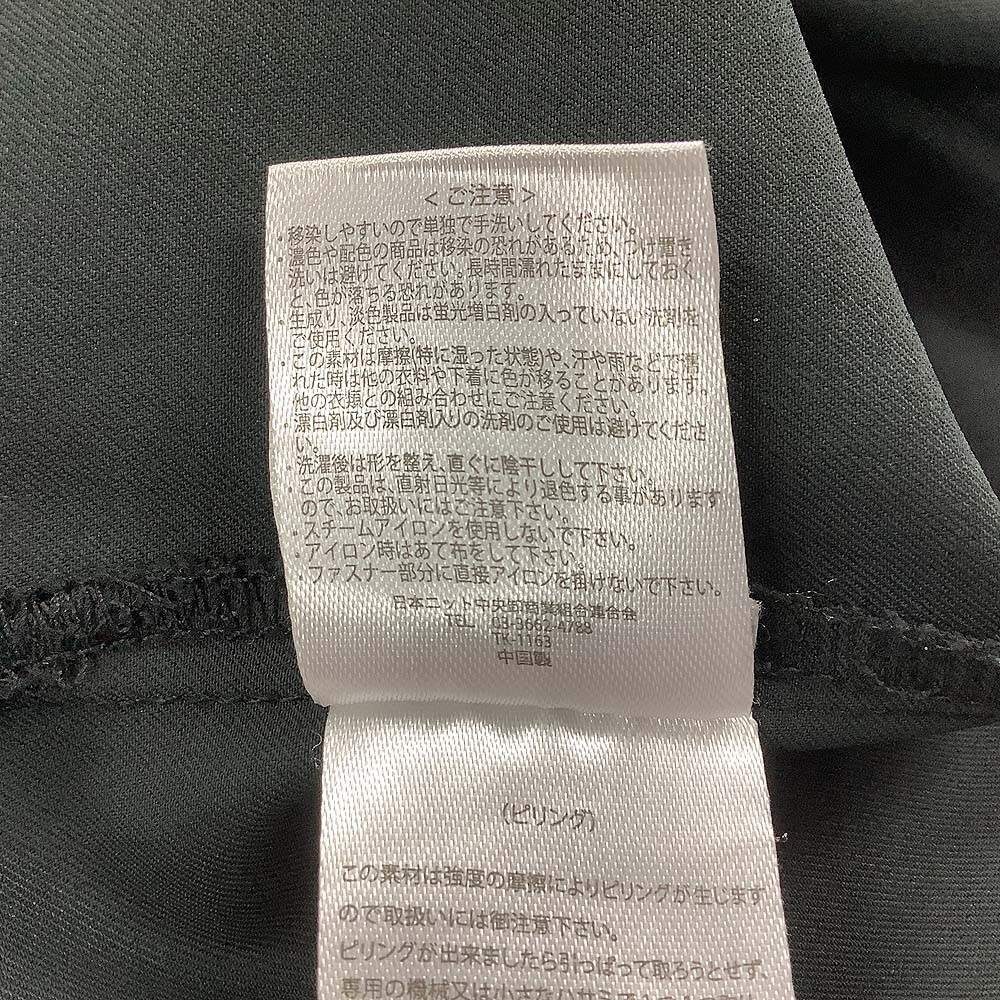 ＜ご注意＞
・移染しやすいので単独で手洗いしてください。
・濃色や配色の商品は移染の恐れがあるため、つけ置き
洗いは避けてください。長時間濡れたままにしておく
と、色が落ちる恐れがあります。
・生成り、淡色製品は蛍光増白剤の入っていない洗剤を
ご使用ください。
・この素材は摩擦(特に湿った状態)や、汗や雨などで濡
れた時は他の衣料や下着に色が移ることがあります。
他の衣類との組み合わせにご注意ください。
・漂白剤及び漂白剤入りの洗剤のご使用は避けてくださ
い。
・洗濯後は形を整え、直ぐに陰干しして下さい。
・この製品は、直射日光等により退色する事があります
ので、お取扱いにはご注意下さい。
・スチームアイロンを使用しないで下さい。
・アイロン時はあて布をして下さい。
・ファスナー部分に直接アイロンを掛けないで下さい。
日本ニット中央卸商業組合連合会
TEL 03-3662-4788
TK-1163
中国製
(ピリング)
この素材は強度の摩擦によりピリングが生じます
ので取扱いには御注意下さい。
ピリングが出来ましたら引っぱって取ろうとせず、
専用の機械又は小さなハサミで